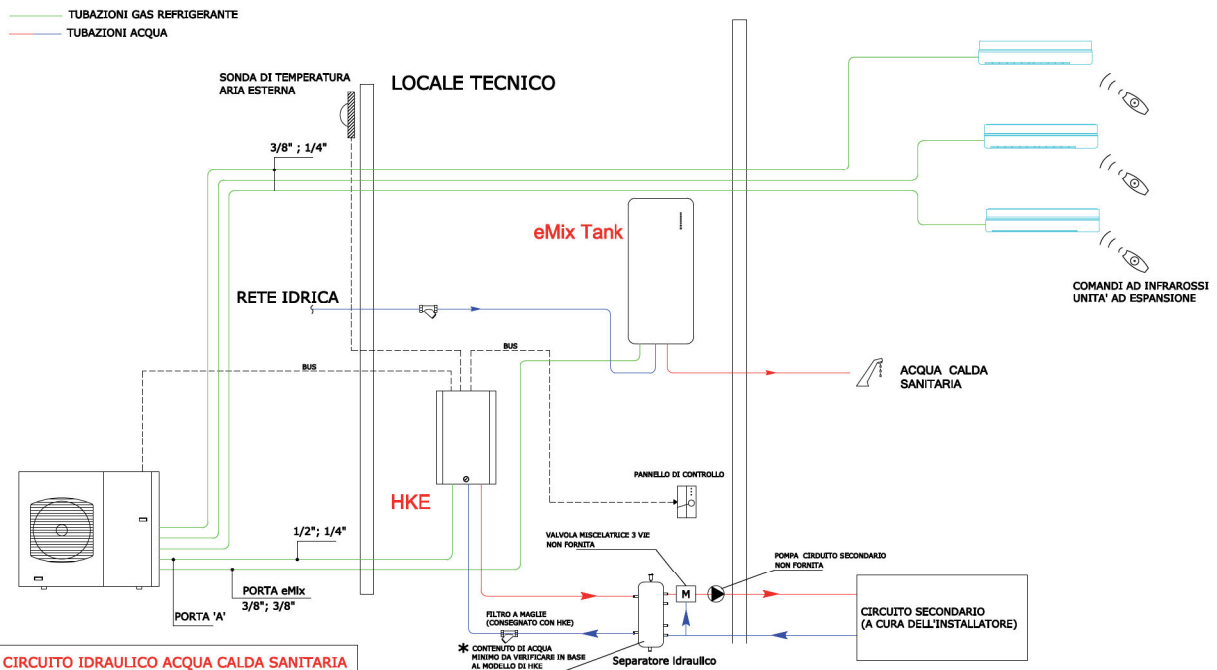 TUBAZIONI GAS REFRIGERANTE
TUBAZIONI ACQUA
SONDA DI TEMPERATURA
ARIA ESTERNA
LOCALE TECNICO
3/8" ; 1/4"
eMix Tank
RETE IDRICA
COMANDI AD INFRAROSSI
UNITA' AD ESPANSIONE
BUS
BUS
ACQUA CALDA
SANITARIA
HKE
PANNELLO DI CONTROLLO
1/2"; 1/4"
VALVOLA MISCELATRICE 3 VIE
NON FORNITA
POMPA CIRDUITO SECONDARIO
NON FORNITA
PORTA eMix
3/8"; 3/8"
PORTA 'A'
M
FILTRO A MAGLIE
(CONSEGNATO CON HKE)
CIRCUITO SECONDARIO
(A CURA DELL'INSTALLATORE)
* CONTENUTO DI ACQUA
MINIMO DA VERIFICARE IN BASE
AL MODELLO DI HKE
Separatore idraulico
CIRCUITO IDRAULICO ACQUA CALDA SANITARIA